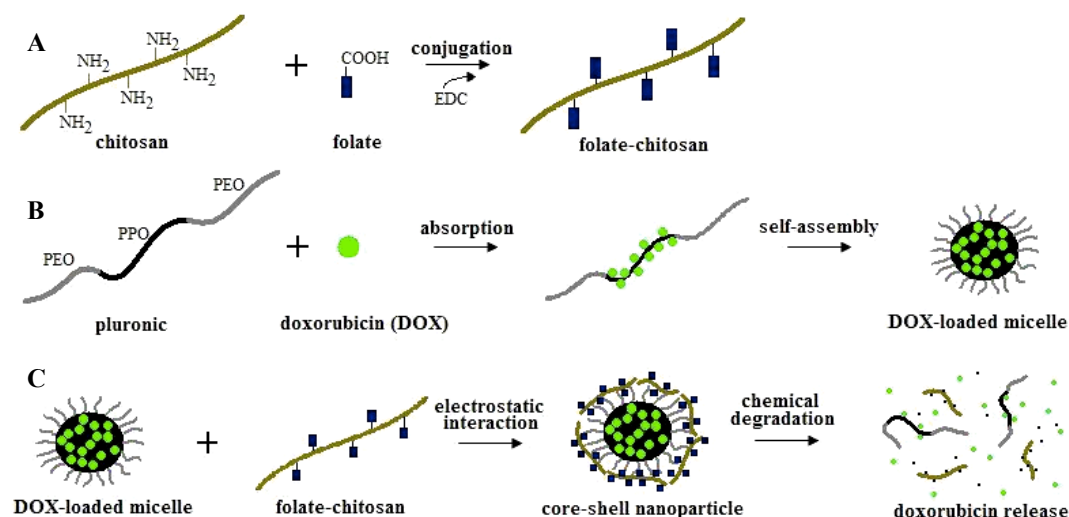 A
NH2
NH2
NH2
NH2
NH2
chitosan
+
COOH
folate
conjugation
EDC
folate-chitosan
B
PEO
PPO
PEO
pluronic
+
doxorubicin (DOX)
absorption
self-assembly
DOX-loaded micelle
C
DOX-loaded micelle
+
folate-chitosan
electrostatic
interaction
core-shell nanoparticle
chemical
degradation
doxorubicin release